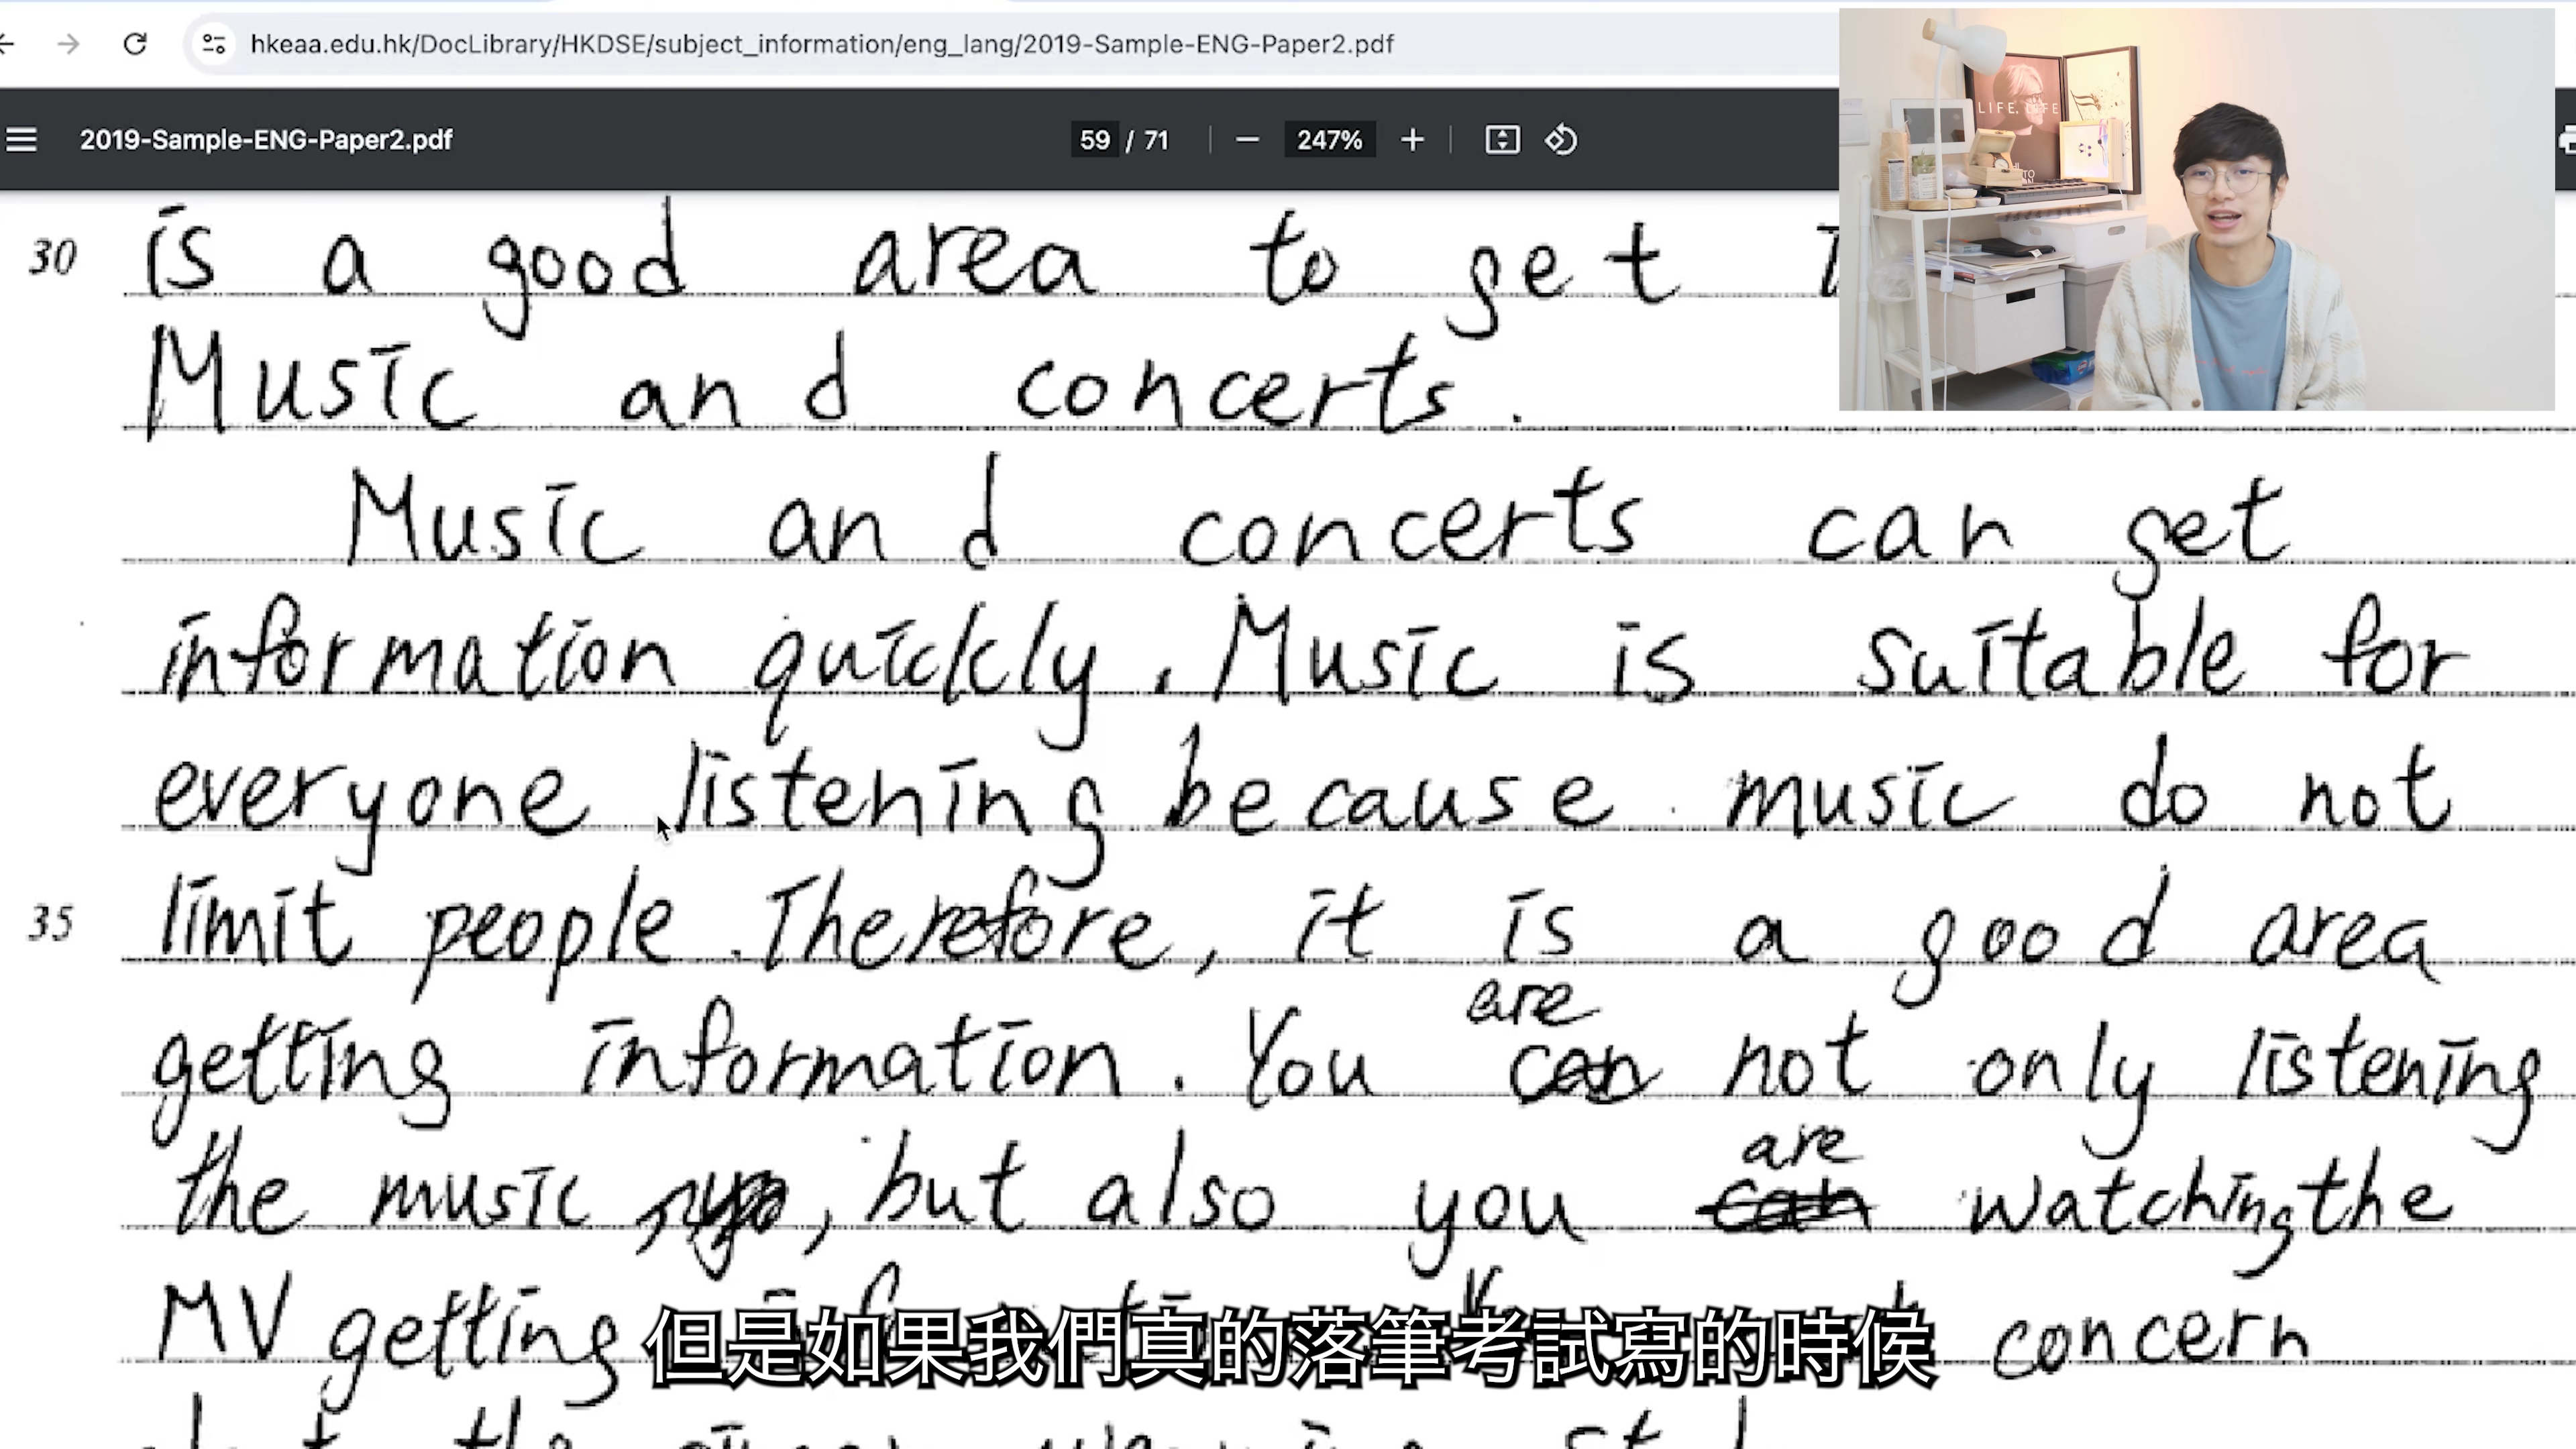 hkeaa.edu.hk/DocLibrary/HKDSE/subject_information/eng_lang/2019-Sample-ENG-Paper2.pdf
2019-Sample-ENG-Paper2.pdf 59 / 71 247%
LIFE, LIFE
30 is a good area to get
Music and concerts.
Music and concerts can get
information quickly. Music is suitable for
everyone listening because music do not
35 limit people. Therefore, it is a good area
are
getting information. You can not only listening
are
the music , but also you can watching the
MV getting concern
但是如果我們真的落筆考試寫的時候